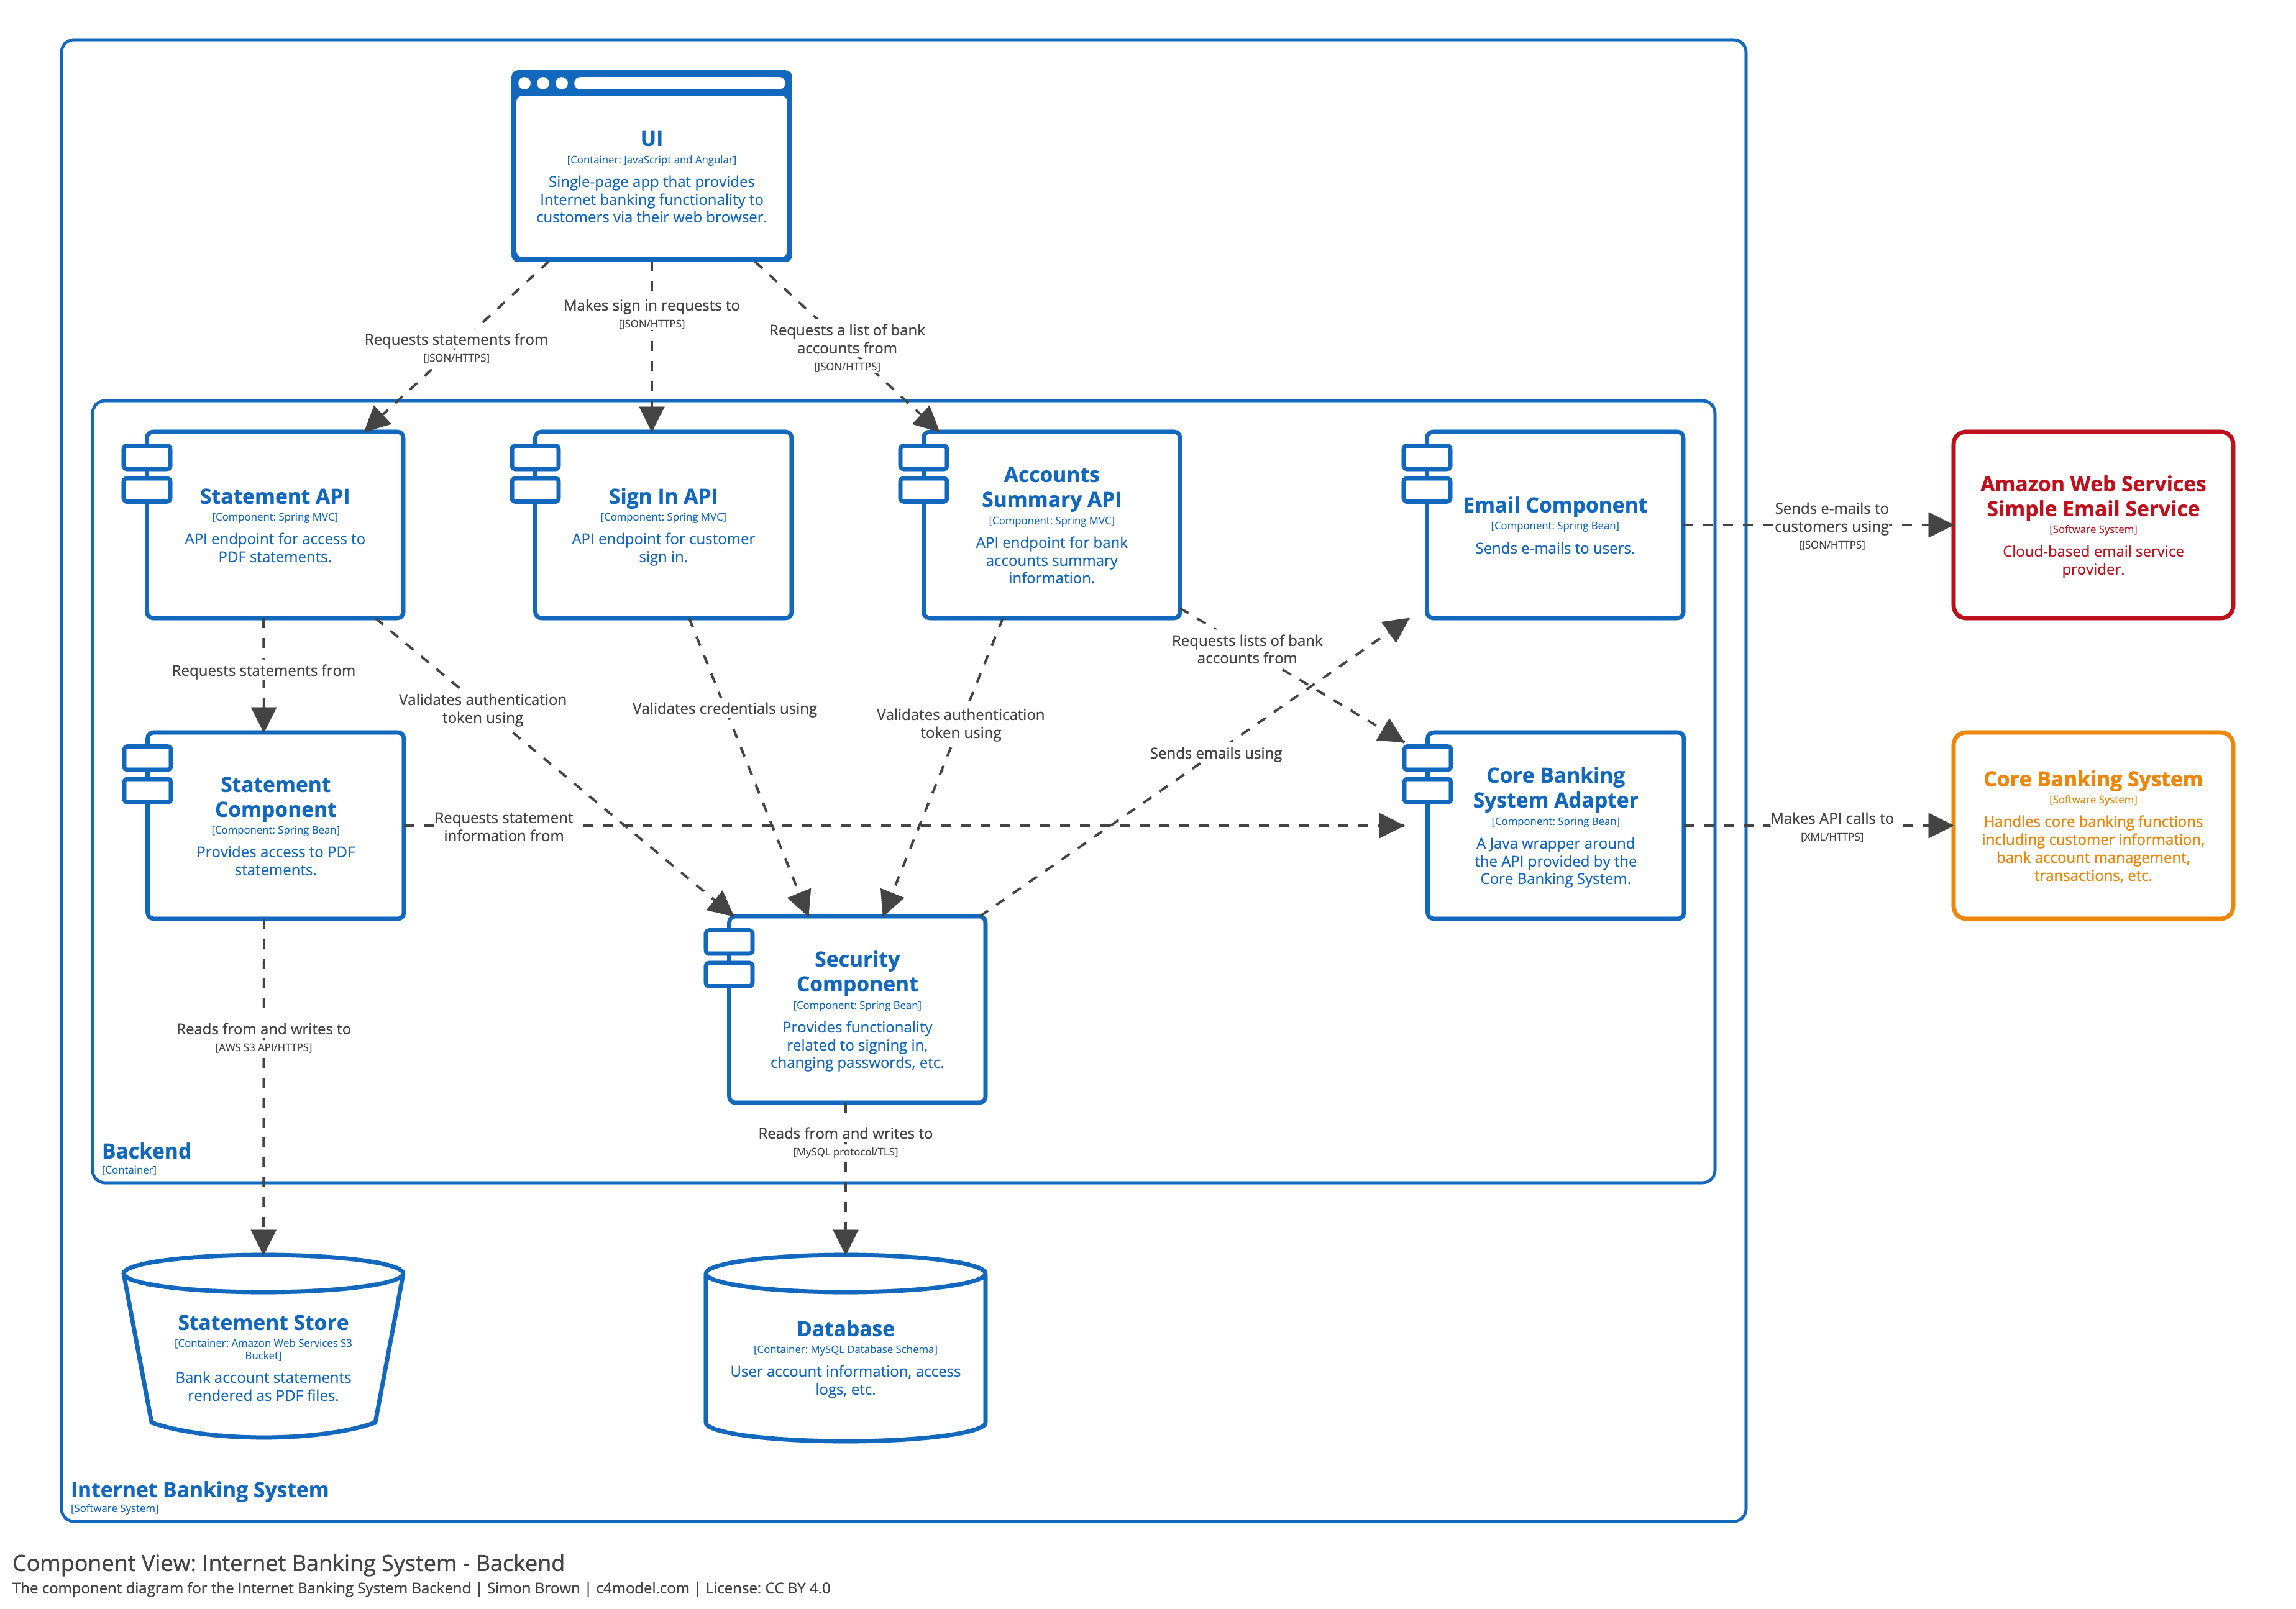 UI
[Container: JavaScript and Angular]
Single-page app that provides
Internet banking functionality to
customers via their web browser.
Requests statements from
[JSON/HTTPS]
Makes sign in requests to
[JSON/HTTPS]
Requests a list of bank
accounts from
[JSON/HTTPS]
Statement API
[Component: Spring MVC]
API endpoint for access to
PDF statements.
Sign In API
[Component: Spring MVC]
API endpoint for customer
sign in.
Accounts
Summary API
[Component: Spring MVC]
API endpoint for bank
accounts summary
information.
Email Component
[Component: Spring Bean]
Sends e-mails to users.
Sends e-mails to
customers using
[JSON/HTTPS]
Amazon Web Services
Simple Email Service
[Software System]
Cloud-based email service
provider.
Requests statements from
Validates authentication
token using
Validates credentials using
Validates authentication
token using
Requests lists of bank
accounts from
Sends emails using
Statement
Component
[Component: Spring Bean]
Provides access to PDF
statements.
Requests statement
information from
Core Banking
System Adapter
[Component: Spring Bean]
A Java wrapper around
the API provided by the
Core Banking System.
Makes API calls to
[XML/HTTPS]
Core Banking System
[Software System]
Handles core banking functions
including customer information,
bank account management,
transactions, etc.
Security
Component
[Component: Spring Bean]
Provides functionality
related to signing in,
changing passwords, etc.
Reads from and writes to
[AWS S3 API/HTTPS]
Reads from and writes to
[MySQL protocol/TLS]
Backend
[Container]
Statement Store
[Container: Amazon Web Services S3
Bucket]
Bank account statements
rendered as PDF files.
Database
[Container: MySQL Database Schema]
User account information, access
logs, etc.
Internet Banking System
[Software System]
Component View: Internet Banking System - Backend
The component diagram for the Internet Banking System Backend | Simon Brown | c4model.com | License: CC BY 4.0